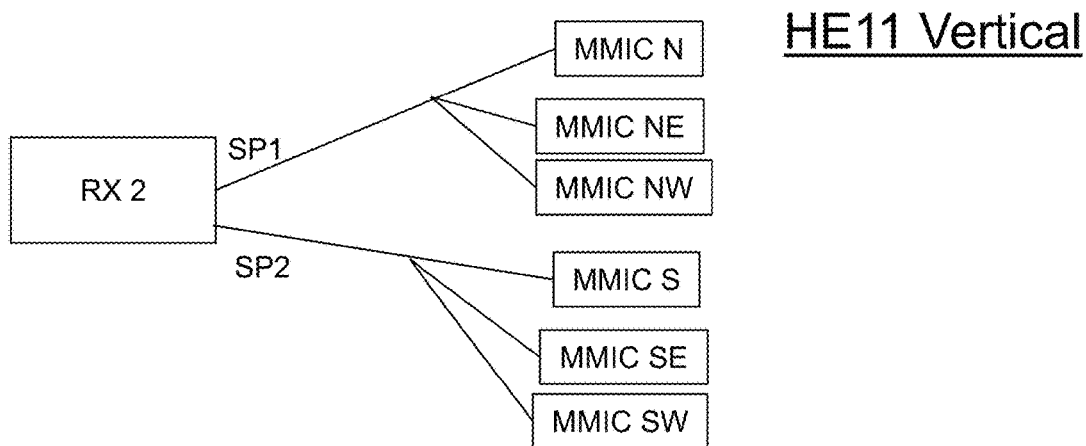 HE11 Vertical
MMIC N
MMIC NE
MMIC NW
SP1
RX 2
SP2
MMIC S
MMIC SE
MMIC SW